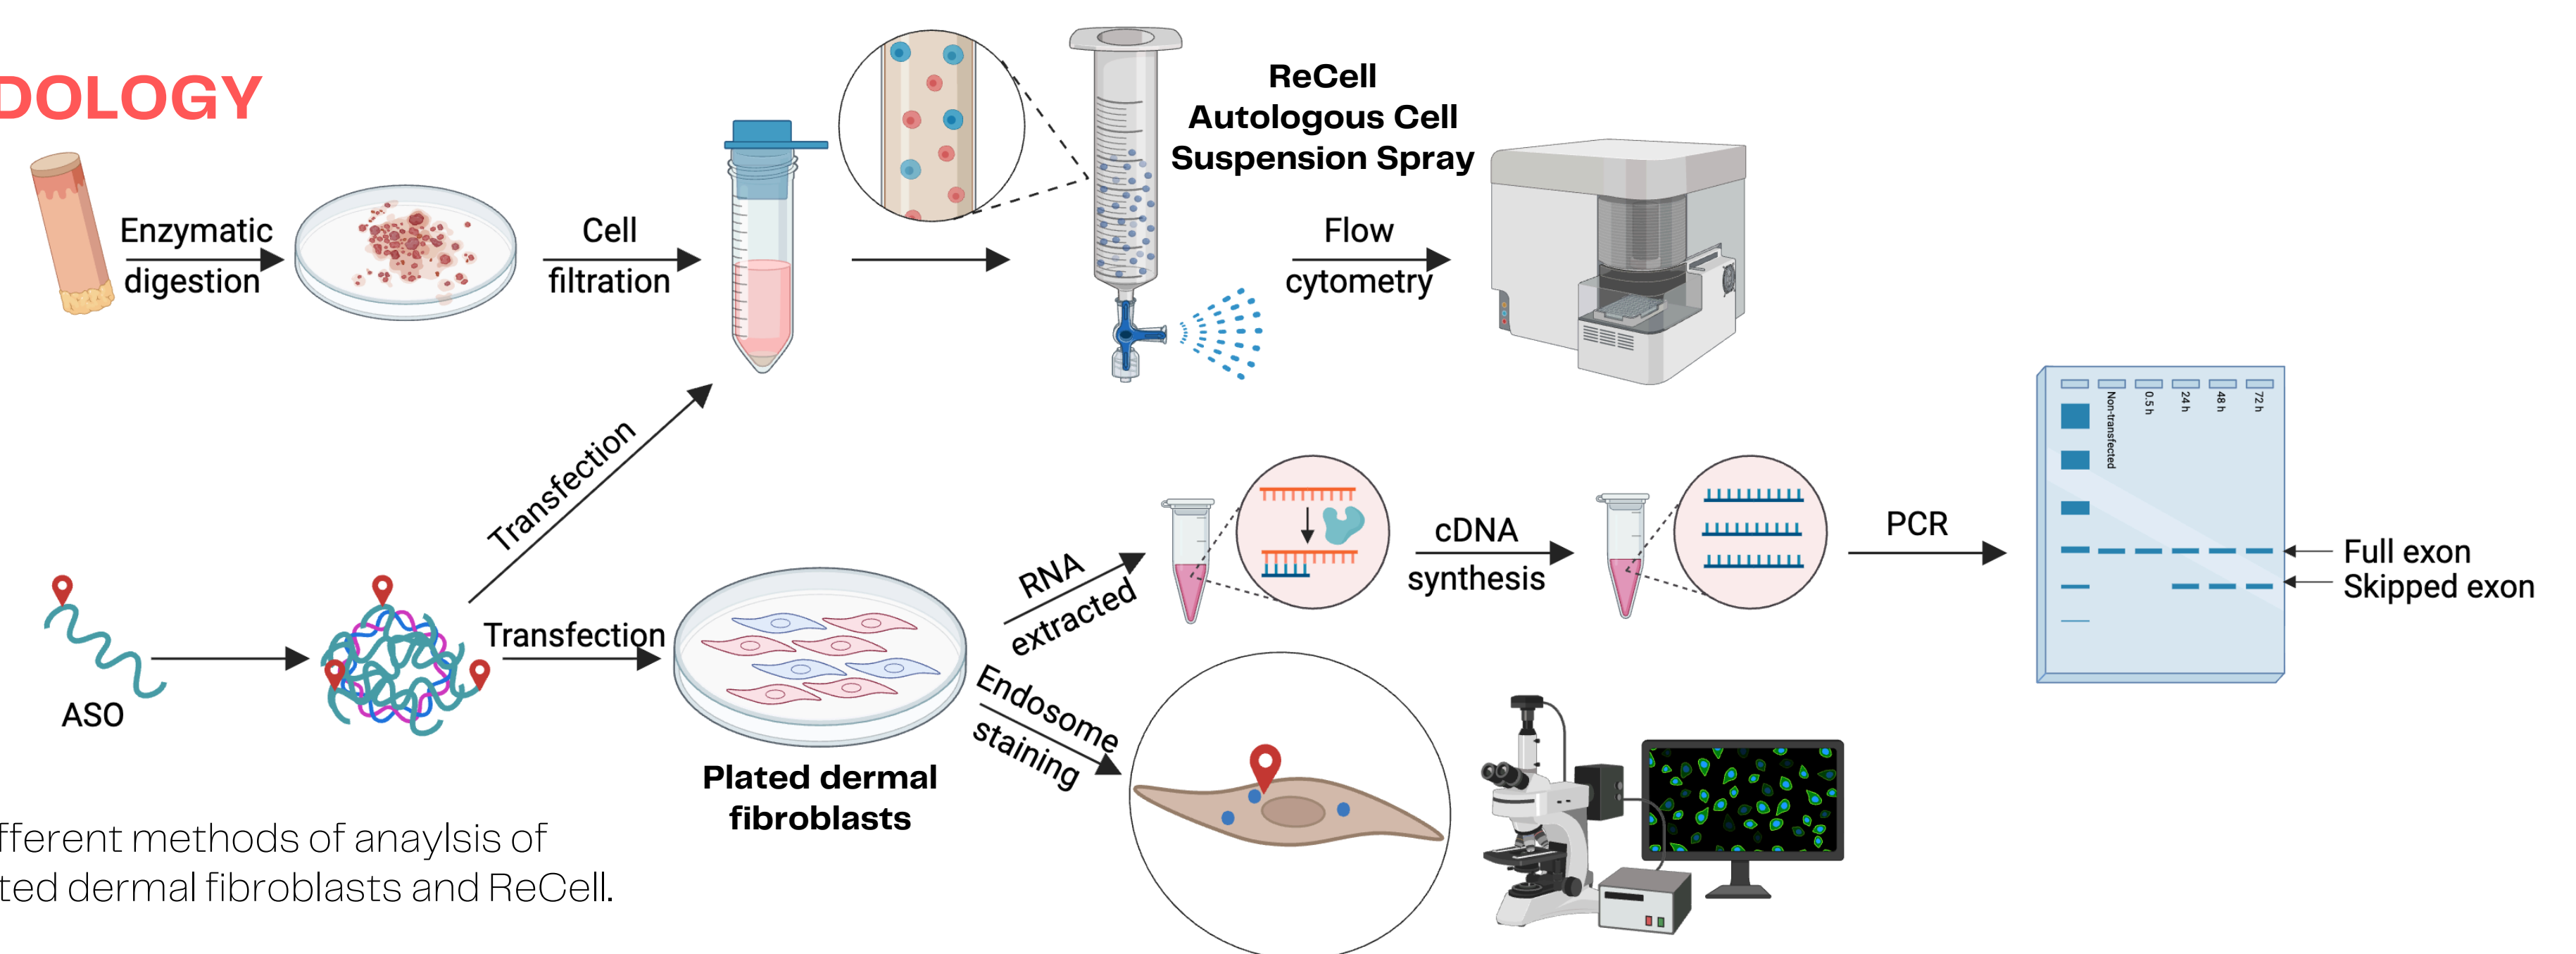 DOLOGY
ReCell
Autologous Cell
Suspension Spray
Enzymatic
digestion
Cell
filtration
Flow
cytometry
Transfection
Non-transfected
0.5 h
24 h
48 h
72 h
RNA
extracted
cDNA
synthesis
PCR
Full exon
Skipped exon
ASO
Transfection
Endosome
staining
Plated dermal
fibroblasts
fferent methods of anaylsis of
ted dermal fibroblasts and ReCell.